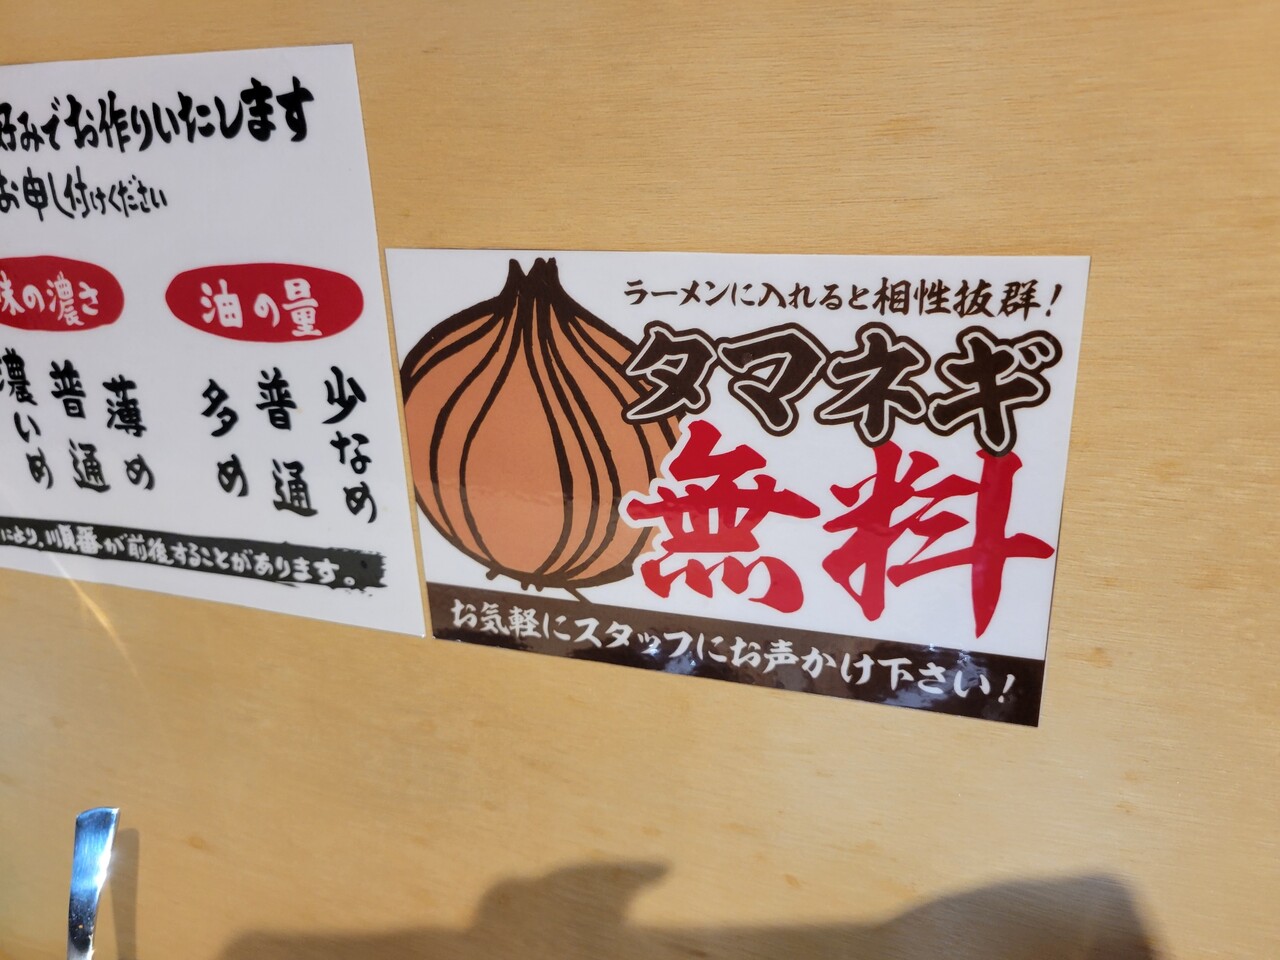 好みでお作りいたします
お申し付けください
味の濃さ
濃いめ
普通
薄め
油の量
多め
普通
少なめ
により、順番が前後することがあります。
ラーメンに入れると相性抜群!
タマネギ
無料
お気軽にスタッフにお声かけ下さい!